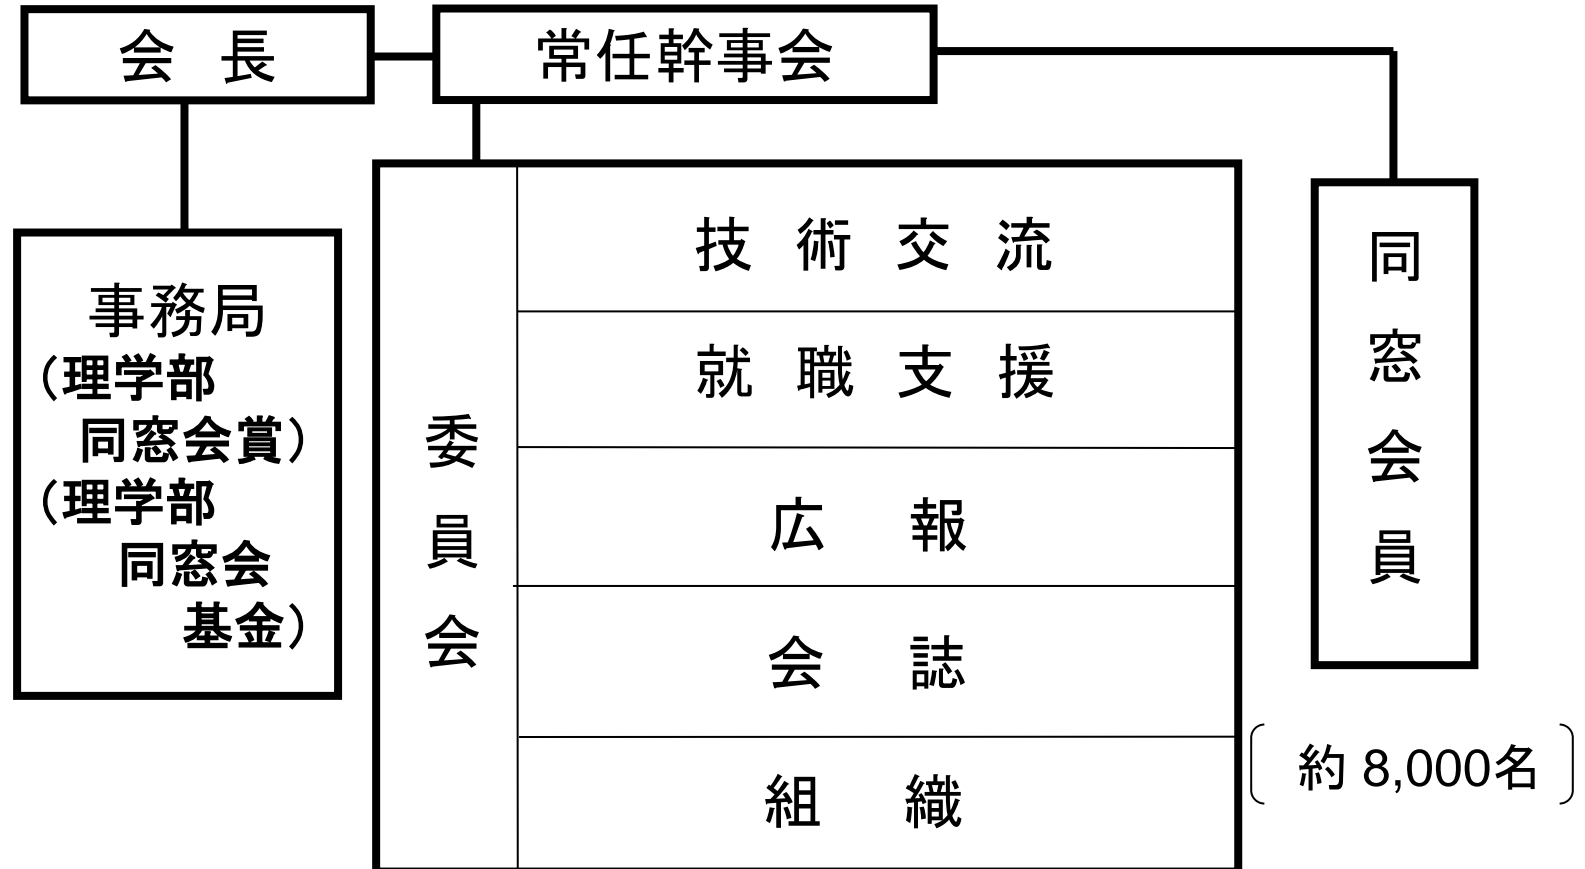 会　長
常任幹事会
事務局
（理学部
同窓会賞）
（理学部
同窓会
基金）
委員会
技 術 交 流
就 職 支 援
広　報
会　誌
組　織
同窓会員
約 8,000名